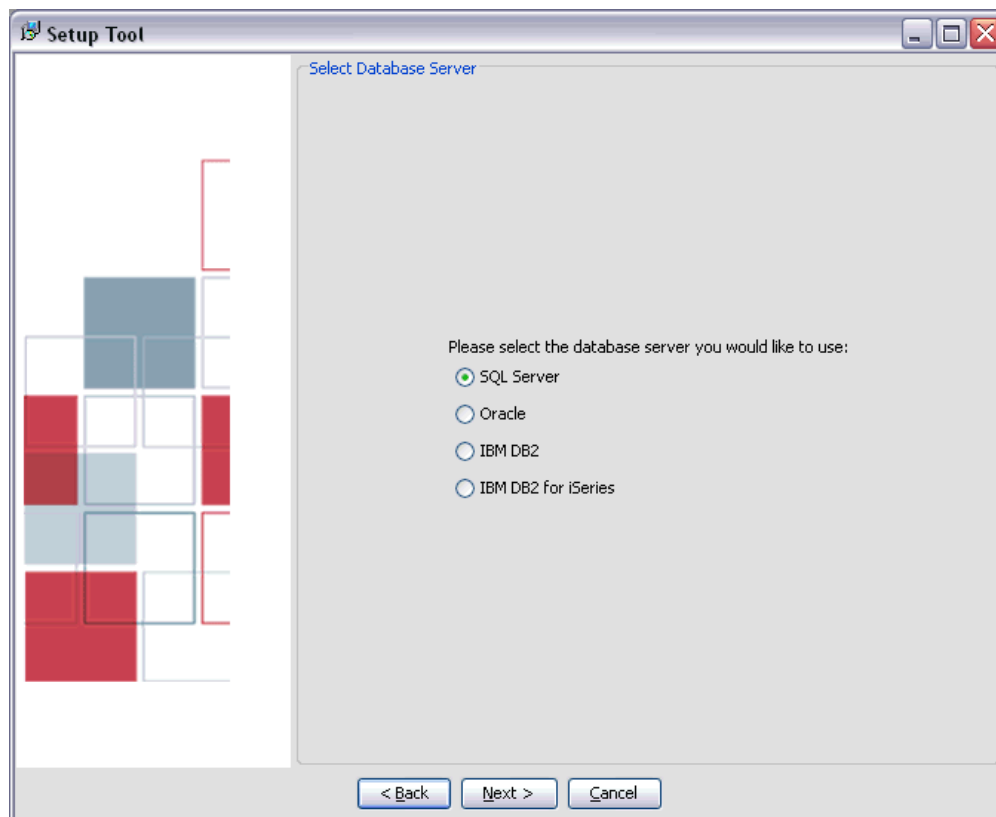 Setup Tool
Select Database Server
Please select the database server you would like to use:
SQL Server
Oracle
IBM DB2
IBM DB2 for iSeries
< Back
Next >
Cancel